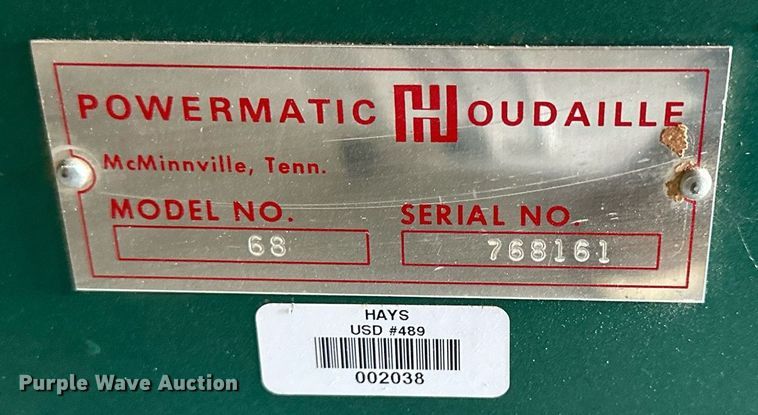 POWERMATIC HOUDAILLE
McMinnville, Tenn.
MODEL NO. SERIAL NO.
68 768161
HAYS
USD #489
002038
Purple Wave Auction